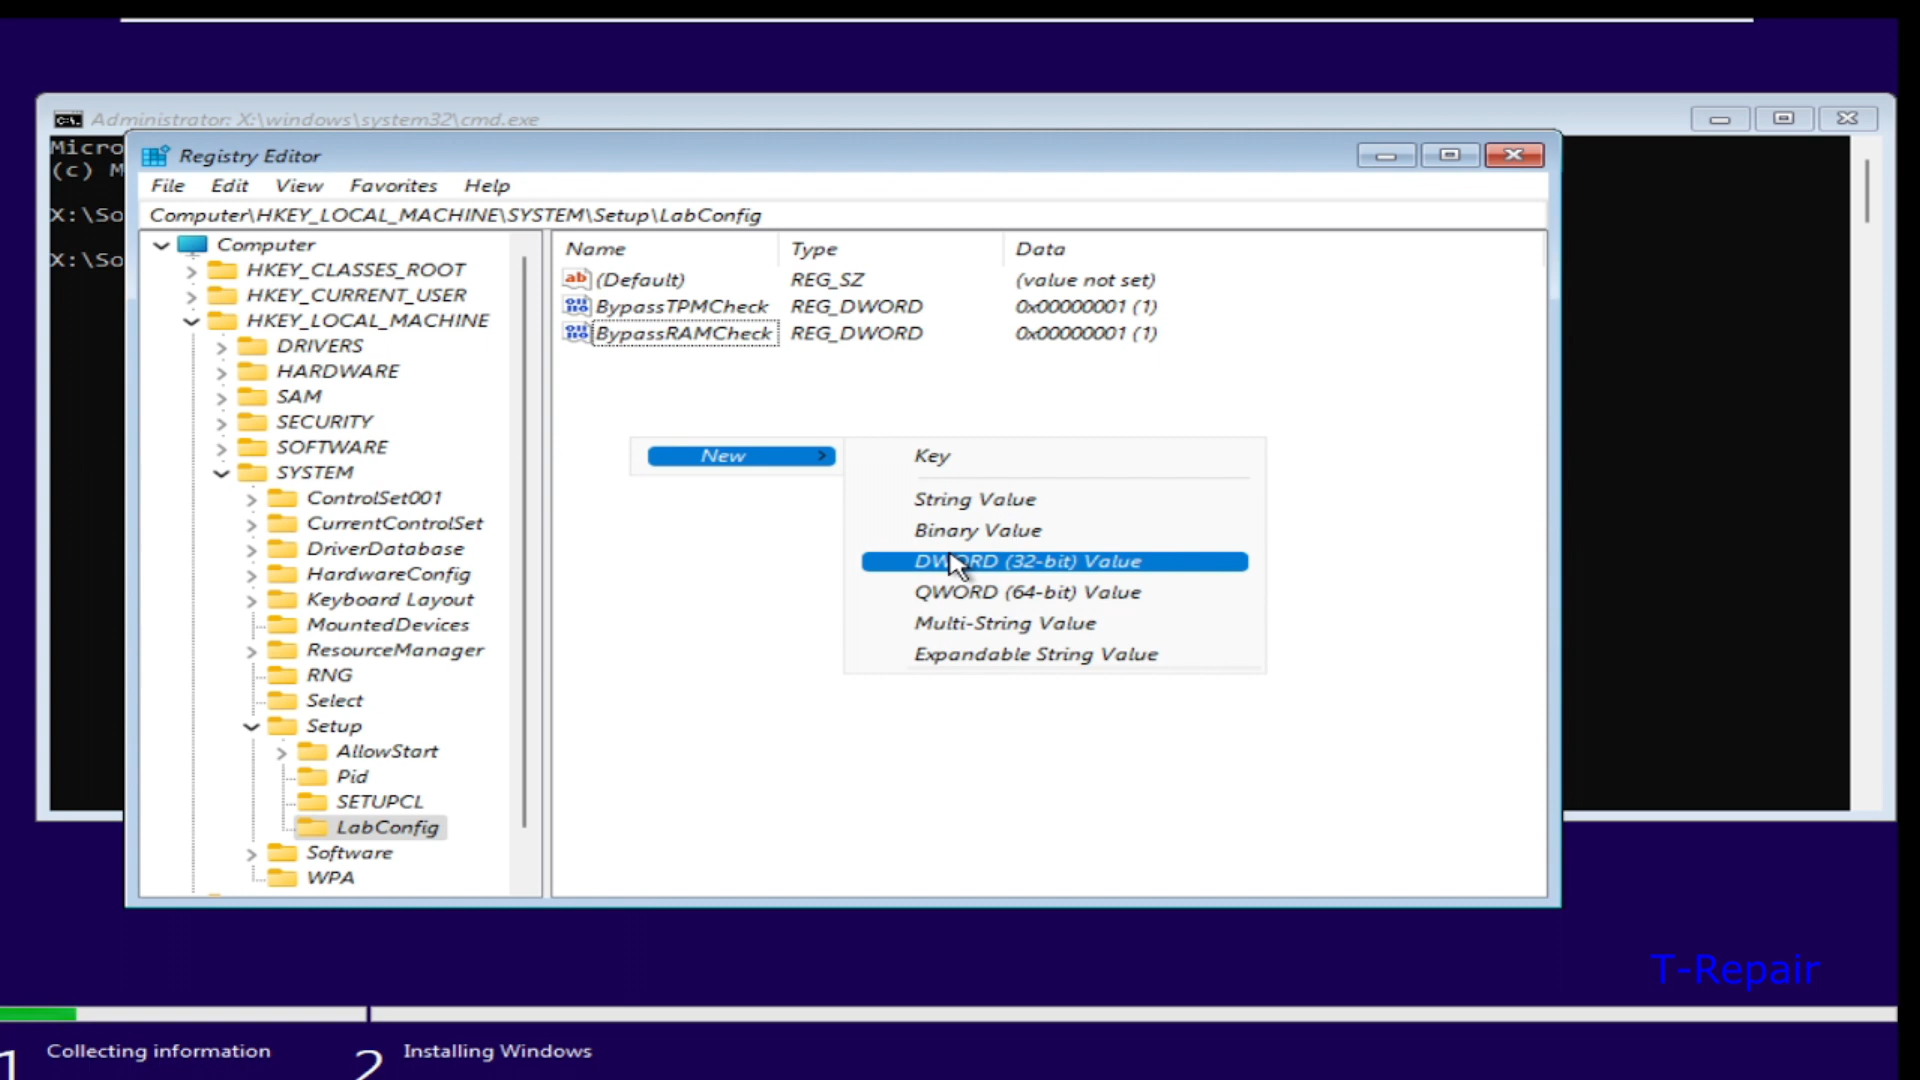 Administrator: X:\windows\system32\cmd.exe
Micro
(c) M
X:\So
X:\So
Registry Editor
File Edit View Favorites Help
Computer\HKEY_LOCAL_MACHINE\SYSTEM\Setup\LabConfig
Computer
HKEY_CLASSES_ROOT
HKEY_CURRENT_USER
HKEY_LOCAL_MACHINE
DRIVERS
HARDWARE
SAM
SECURITY
SOFTWARE
SYSTEM
ControlSet001
CurrentControlSet
DriverDatabase
HardwareConfig
Keyboard Layout
MountedDevices
ResourceManager
RNG
Select
Setup
AllowStart
Pid
SETUPCL
LabConfig
Software
WPA
Name Type Data
(Default) REG_SZ (value not set)
BypassTPMCheck REG_DWORD 0x00000001 (1)
BypassRAMCheck REG_DWORD 0x00000001 (1)
New
Key
String Value
Binary Value
DWORD (32-bit) Value
QWORD (64-bit) Value
Multi-String Value
Expandable String Value
T-Repair
1 Collecting information 2 Installing Windows